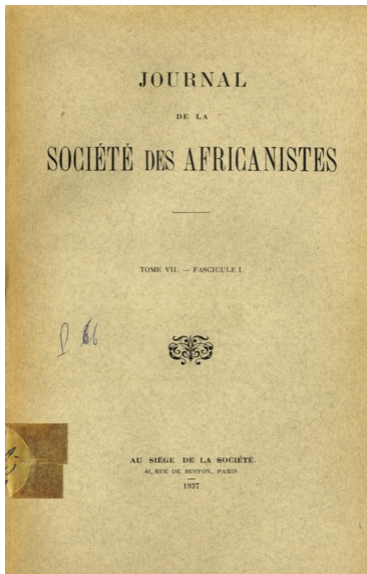 JOURNAL
DE LA
SOCIÉTÉ DES AFRICANISTES
TOME VII. — FASCICULE I.
AU SIÈGE DE LA SOCIÉTÉ.
61, RUE DE BUFFON, PARIS
1937